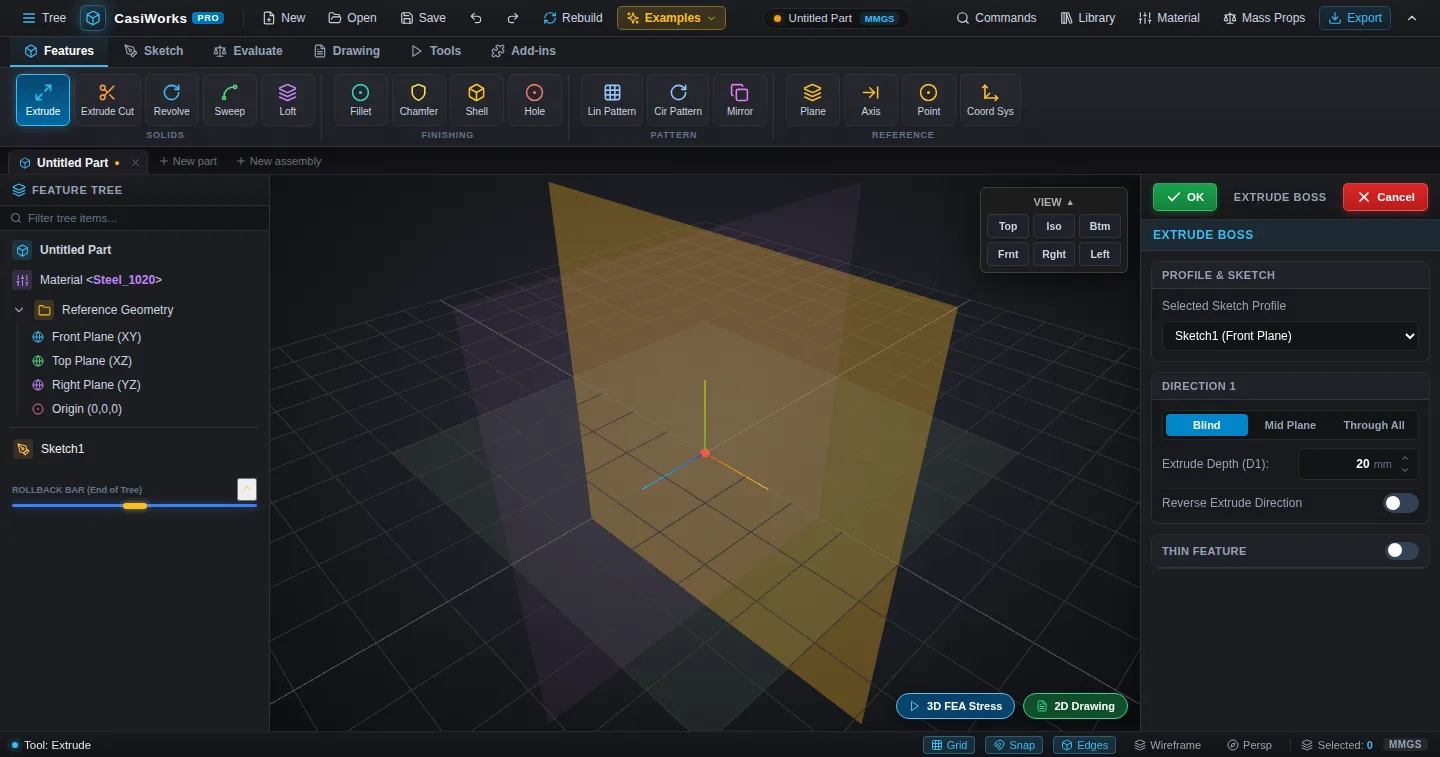 Tree CasiWorks PRO New Open Save Rebuild Examples Untitled Part MMGS Commands Library Material Mass Props Export
Features Sketch Evaluate Drawing Tools Add-ins
Extrude Extrude Cut Revolve Sweep Loft Fillet Chamfer Shell Hole Lin Pattern Cir Pattern Mirror Plane Axis Point Coord Sys
SOLIDS FINISHING PATTERN REFERENCE
Untitled Part New part New assembly
FEATURE TREE
Filter tree items...
Untitled Part
Material <Steel_1020>
Reference Geometry
Front Plane (XY)
Top Plane (XZ)
Right Plane (YZ)
Origin (0,0,0)
Sketch1
ROLLBACK BAR (End of Tree)
VIEW ▲
Top Iso Btm
Frnt Rght Left
3D FEA Stress 2D Drawing
OK EXTRUDE BOSS Cancel
EXTRUDE BOSS
PROFILE & SKETCH
Selected Sketch Profile
Sketch1 (Front Plane)
DIRECTION 1
Blind Mid Plane Through All
Extrude Depth (D1): 20 mm
Reverse Extrude Direction
THIN FEATURE
Tool: Extrude Grid Snap Edges Wireframe Persp Selected: 0 MMGS